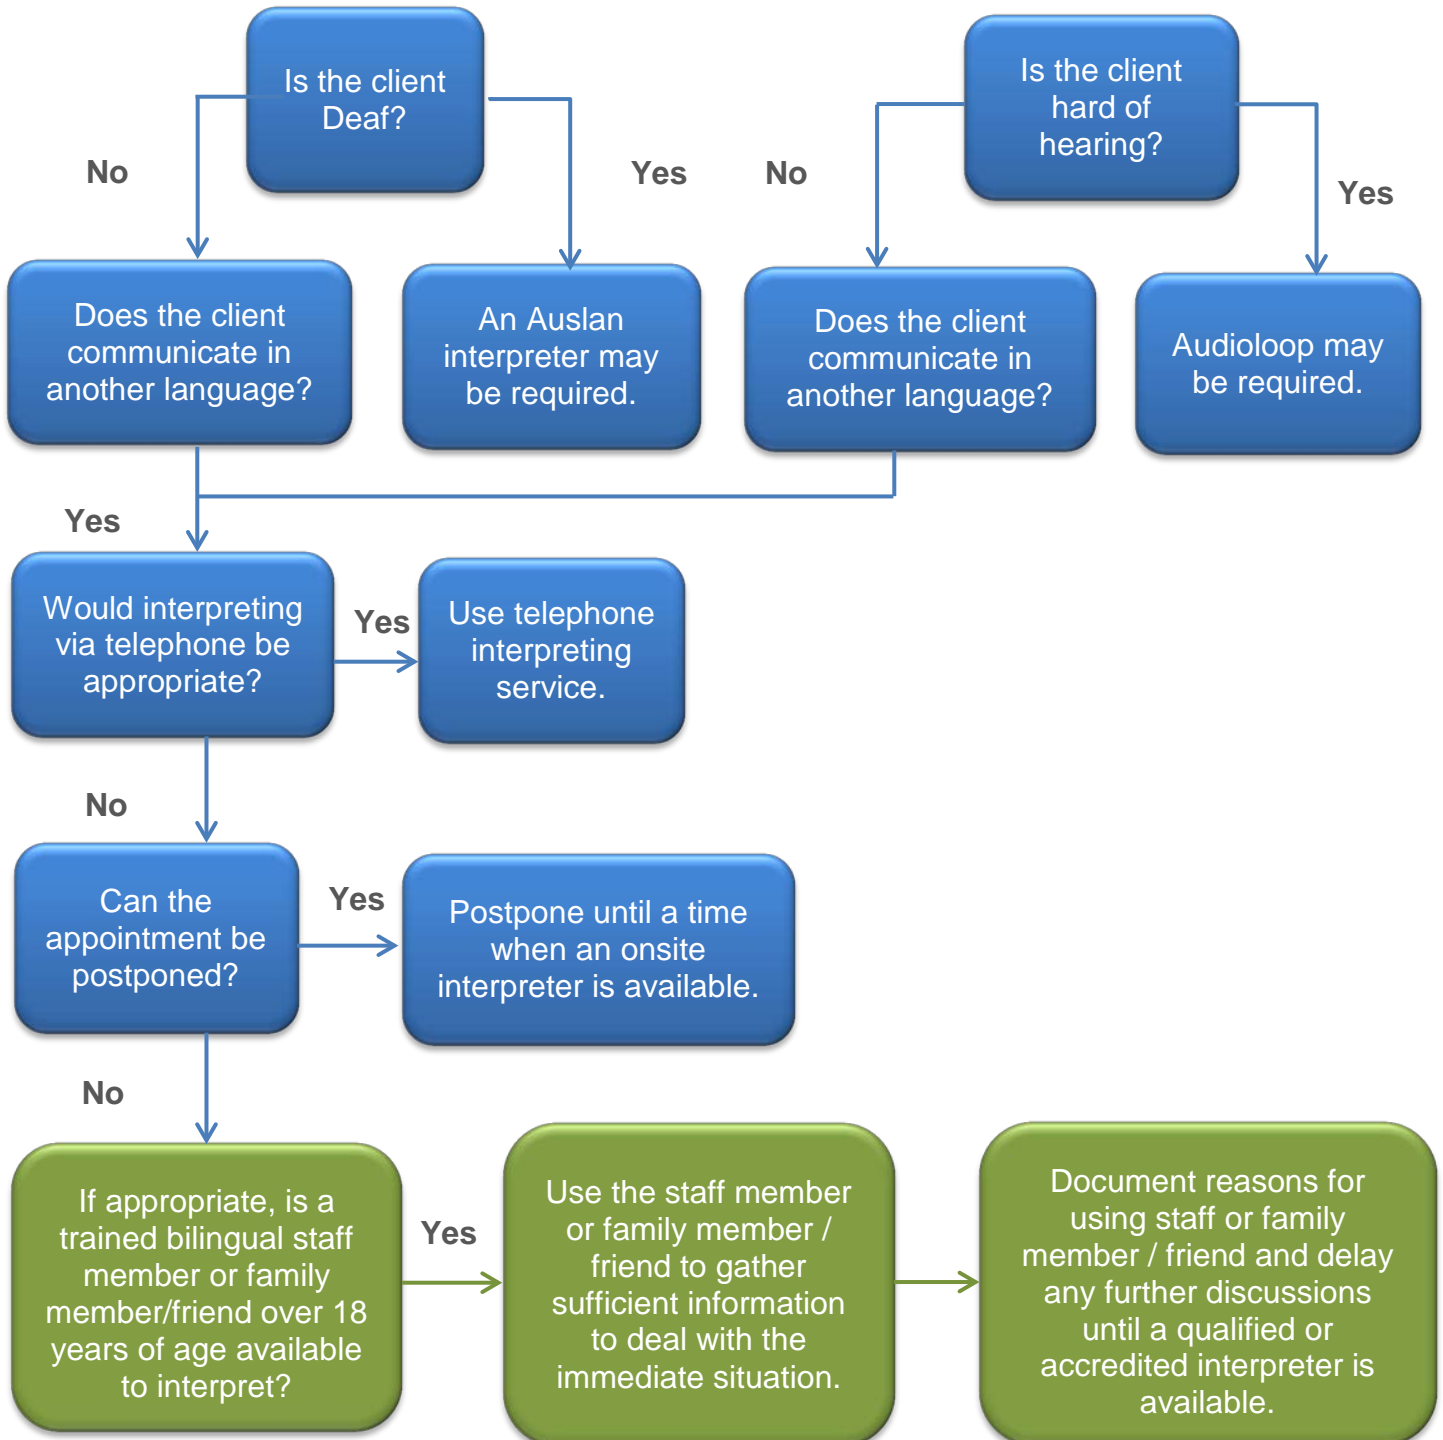 Is the client
Deaf?
Is the client
hard of
hearing?
No
Yes
No
Yes
Does the client
communicate in
another language?
An Auslan
interpreter may
be required.
Does the client
communicate in
another language?
Audioloop may
be required.
Yes
Would interpreting
via telephone be
appropriate?
Yes
Use telephone
interpreting
service.
No
Can the
appointment be
postponed?
Yes
Postpone until a time
when an onsite
interpreter is available.
No
If appropriate, is a
trained bilingual staff
member or family
member/friend over 18
years of age available
to interpret?
Yes
Use the staff member
or family member /
friend to gather
sufficient information
to deal with the
immediate situation.
Document reasons for
using staff or family
member / friend and delay
any further discussions
until a qualified or
accredited interpreter is
available.